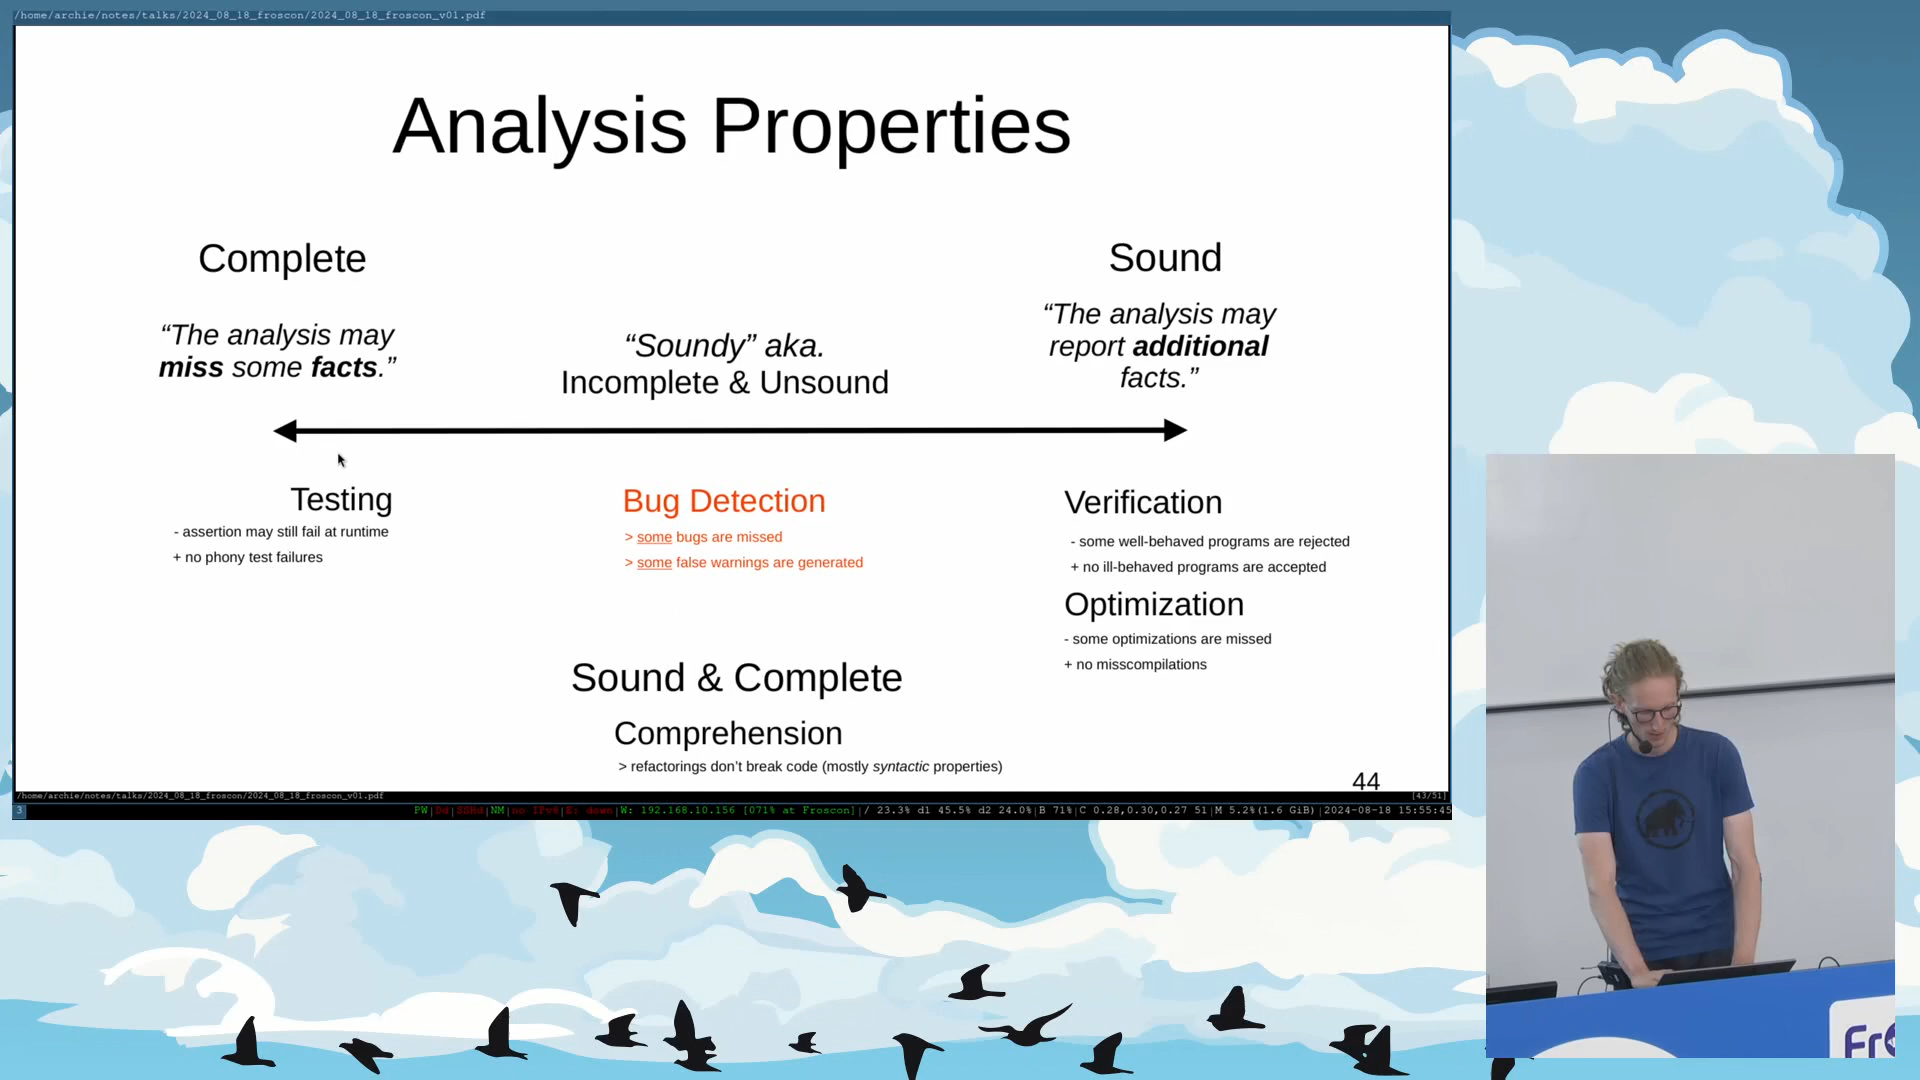 /home/archie/notes/talks/2024_08_18_froscon/2024_08_18_froscon_v01.pdf
Analysis Properties
Complete
“The analysis may
miss some facts.”
“Soundy” aka.
Incomplete & Unsound
Sound
“The analysis may
report additional
facts.”
Testing
- assertion may still fail at runtime
+ no phony test failures
Bug Detection
> some bugs are missed
> some false warnings are generated
Verification
- some well-behaved programs are rejected
+ no ill-behaved programs are accepted
Optimization
- some optimizations are missed
+ no misscompilations
Sound & Complete
Comprehension
> refactorings don’t break code (mostly syntactic properties)
44
/home/archie/notes/talks/2024_08_18_froscon/2024_08_18_froscon_v01.pdf [43/51]
3 PW|Dd|SSHd|NM|no IPv6|E: down|W: 192.168.10.156 [071% at Froscon]|/ 23.3% d1 45.5% d2 24.0%|B 71%|C 0.28,0.30,0.27 51|M 5.2%(1.6 GiB)|2024-08-18 15:55:45